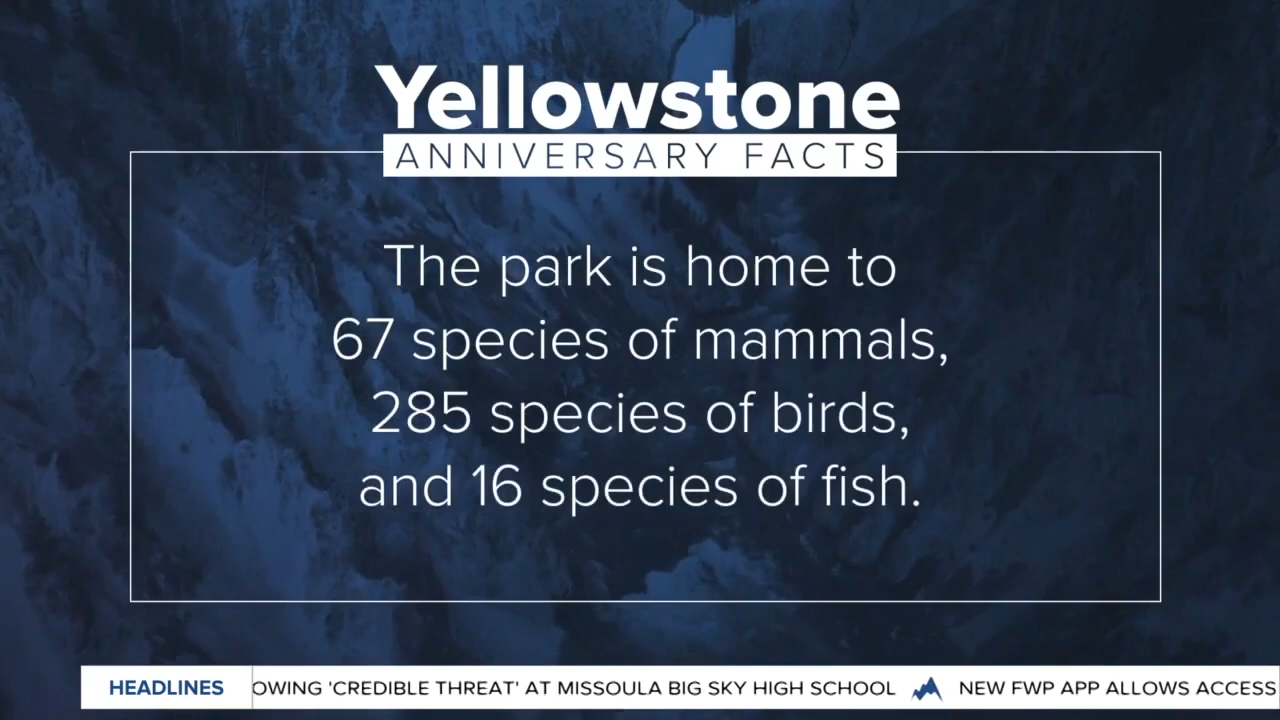 Yellowstone
ANNIVERSARY FACTS
The park is home to
67 species of mammals,
285 species of birds,
and 16 species of fish.
HEADLINES
OWING 'CREDIBLE THREAT' AT MISSOULA BIG SKY HIGH SCHOOL NEW FWP APP ALLOWS ACCESS